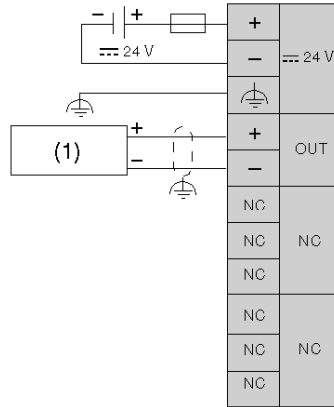 − +
⎓ 24 V
+
− ⎓ 24 V
(1) + −
+
− OUT
NC
NC NC
NC
NC
NC NC
NC